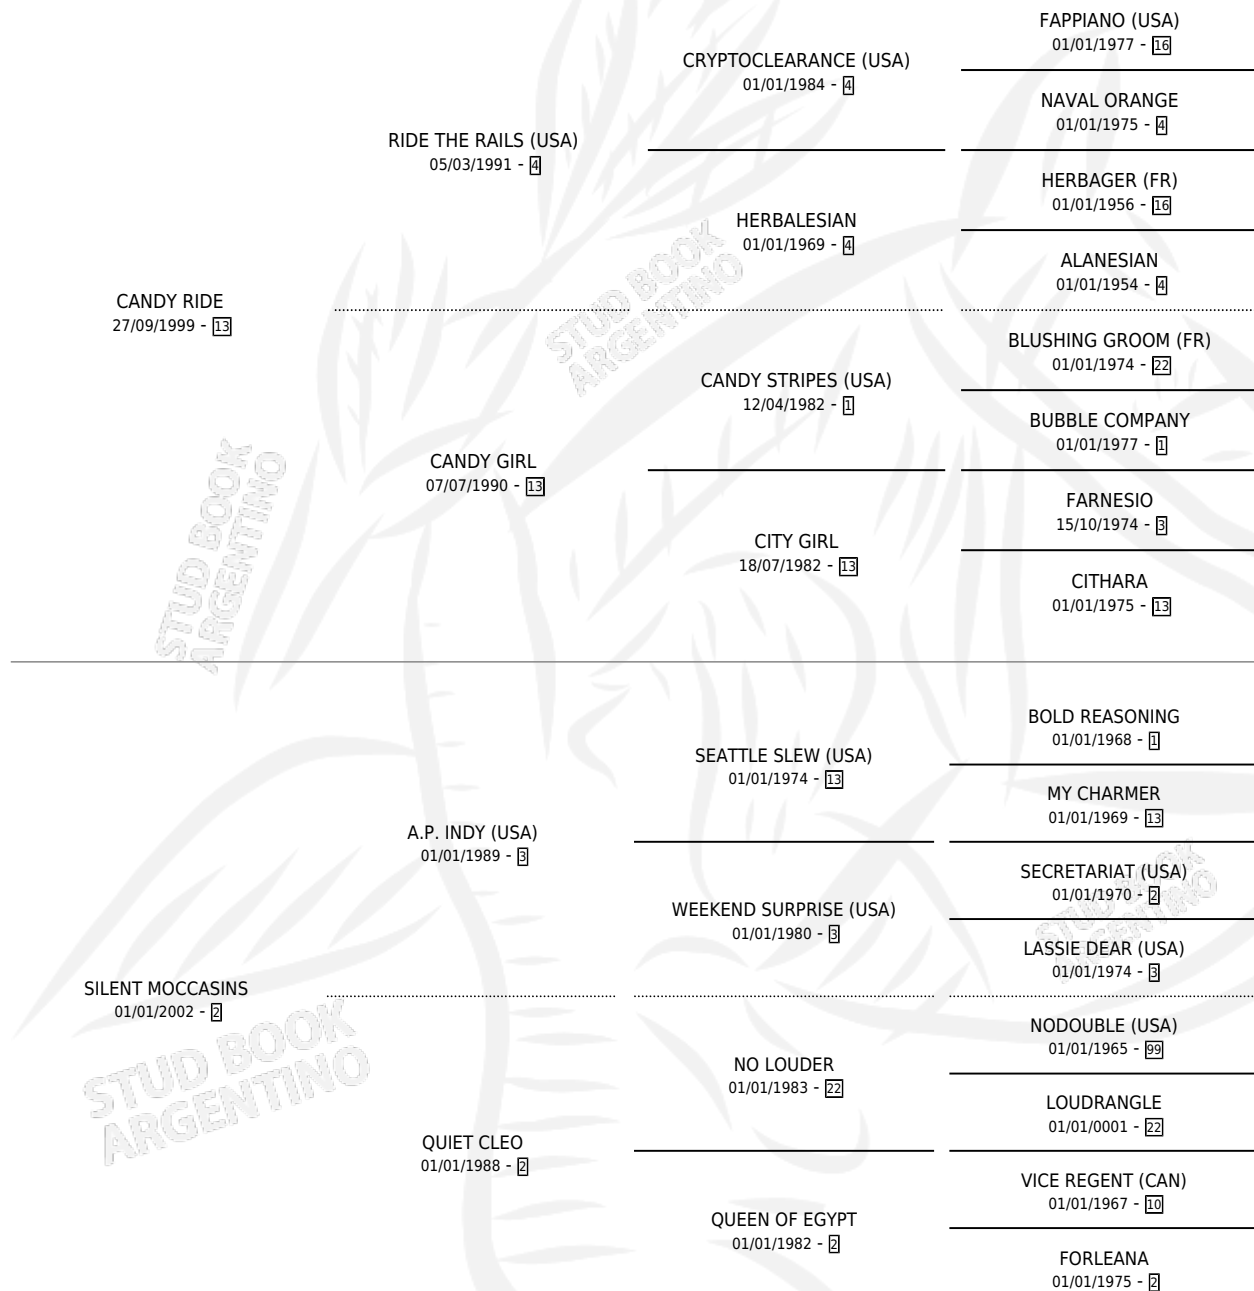 FAPPIANO (USA)
01/01/1977 - 16
CRYPTOCLEARANCE (USA)
01/01/1984 - 4
NAVAL ORANGE
01/01/1975 - 4
RIDE THE RAILS (USA)
05/03/1991 - 4
HERBAGER (FR)
01/01/1956 - 16
HERBALESIAN
01/01/1969 - 4
ALANESIAN
01/01/1954 - 4
CANDY RIDE
27/09/1999 - 13
BLUSHING GROOM (FR)
01/01/1974 - 22
CANDY STRIPES (USA)
12/04/1982 - 1
BUBBLE COMPANY
01/01/1977 - 1
CANDY GIRL
07/07/1990 - 13
FARNESIO
15/10/1974 - 3
CITY GIRL
18/07/1982 - 13
CITHARA
01/01/1975 - 13
BOLD REASONING
01/01/1968 - 1
SEATTLE SLEW (USA)
01/01/1974 - 13
MY CHARMER
01/01/1969 - 13
A.P. INDY (USA)
01/01/1989 - 3
SECRETARIAT (USA)
01/01/1970 - 2
WEEKEND SURPRISE (USA)
01/01/1980 - 3
LASSIE DEAR (USA)
01/01/1974 - 3
SILENT MOCCASINS
01/01/2002 - 2
NODOUBLE (USA)
01/01/1965 - 99
NO LOUDER
01/01/1983 - 22
LOUDRANGLE
01/01/0001 - 22
QUIET CLEO
01/01/1988 - 2
VICE REGENT (CAN)
01/01/1967 - 10
QUEEN OF EGYPT
01/01/1982 - 2
FORLEANA
01/01/1975 - 2
STUD BOOK
ARGENTINO
STUD BOOK
ARGENTINO
STUD BOOK
ARGENTINO
STUD BOOK
ARGENTINO